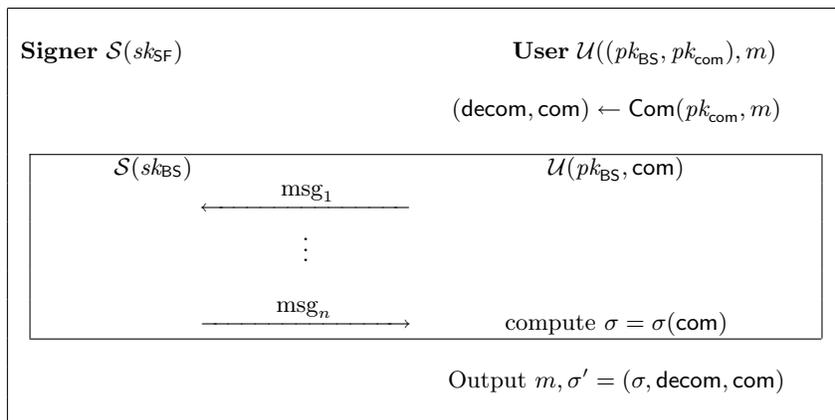 Signer S(sk_SF) User U((pk_BS, pk_com), m)
(decom, com) ← Com(pk_com, m)
S(sk_BS) U(pk_BS, com)
msg_1
⋮
msg_n compute σ = σ(com)
Output m, σ′ = (σ, decom, com)